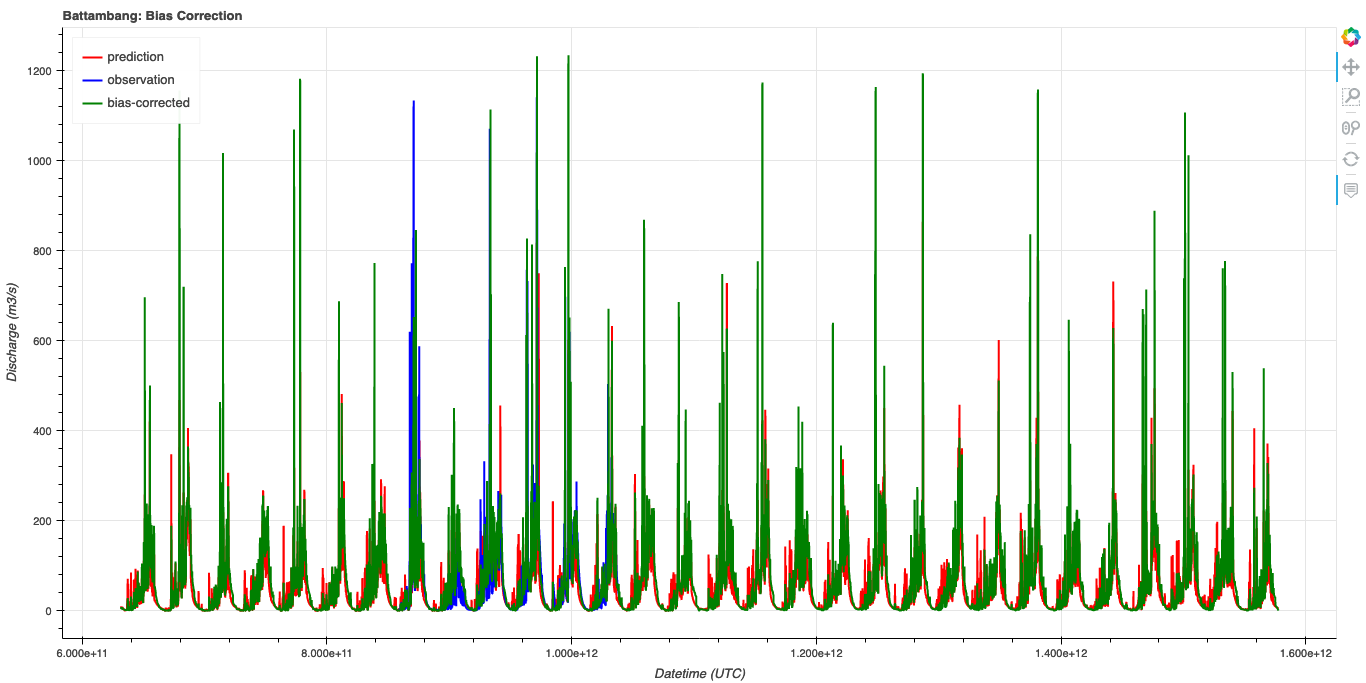 Battambang: Bias Correction
prediction
observation
bias-corrected
Discharge (m3/s)
1200
1000
800
600
400
200
0
6.000e+11
8.000e+11
1.000e+12
1.200e+12
1.400e+12
1.600e+12
Datetime (UTC)